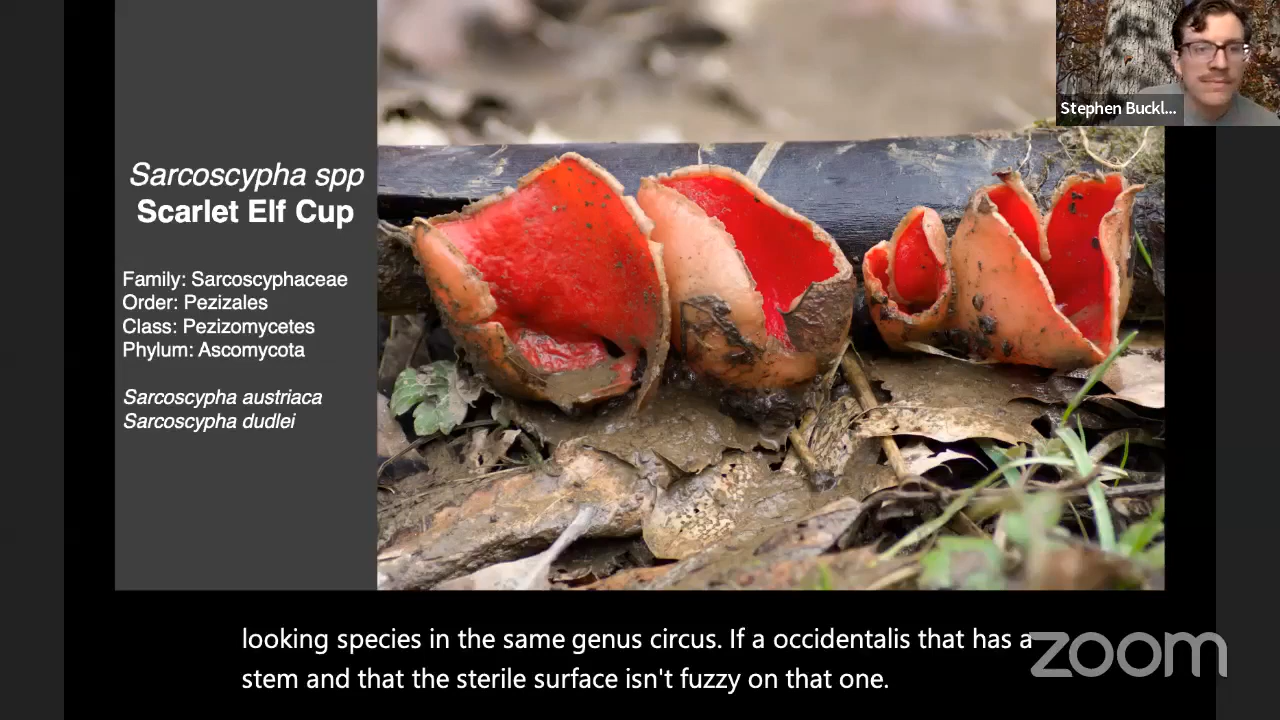 Stephen Buckl...
Sarcoscypha spp
Scarlet Elf Cup
Family: Sarcoscyphaceae
Order: Pezizales
Class: Pezizomycetes
Phylum: Ascomycota
Sarcoscypha austriaca
Sarcoscypha dudlei
looking species in the same genus circus. If a occidentalis that has a
stem and that the sterile surface isn't fuzzy on that one.
zoom